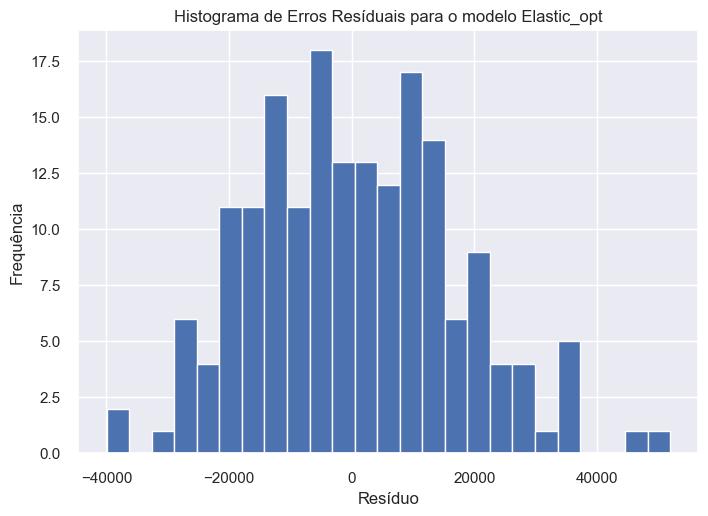 Histograma de Erros Resíduais para o modelo Elastic_opt
17.5
15.0
12.5
10.0
7.5
5.0
2.5
0.0
Frequência
−40000 −20000 0 20000 40000
Resíduo